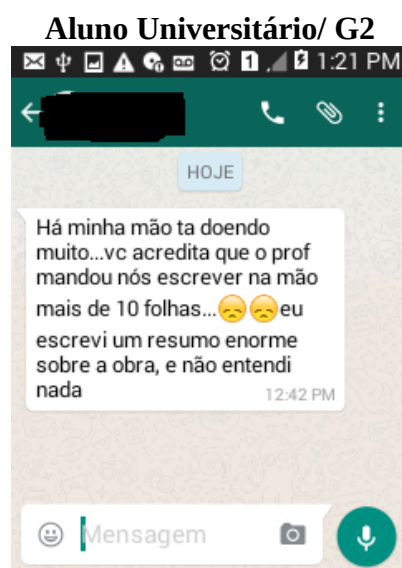 Aluno Universitário/ G2
1 1:21 PM
HOJE
Há minha mão ta doendo
muito...vc acredita que o prof
mandou nós escrever na mão
mais de 10 folhas...😞😞eu
escrevi um resumo enorme
sobre a obra, e não entendi
nada
12:42 PM
Mensagem